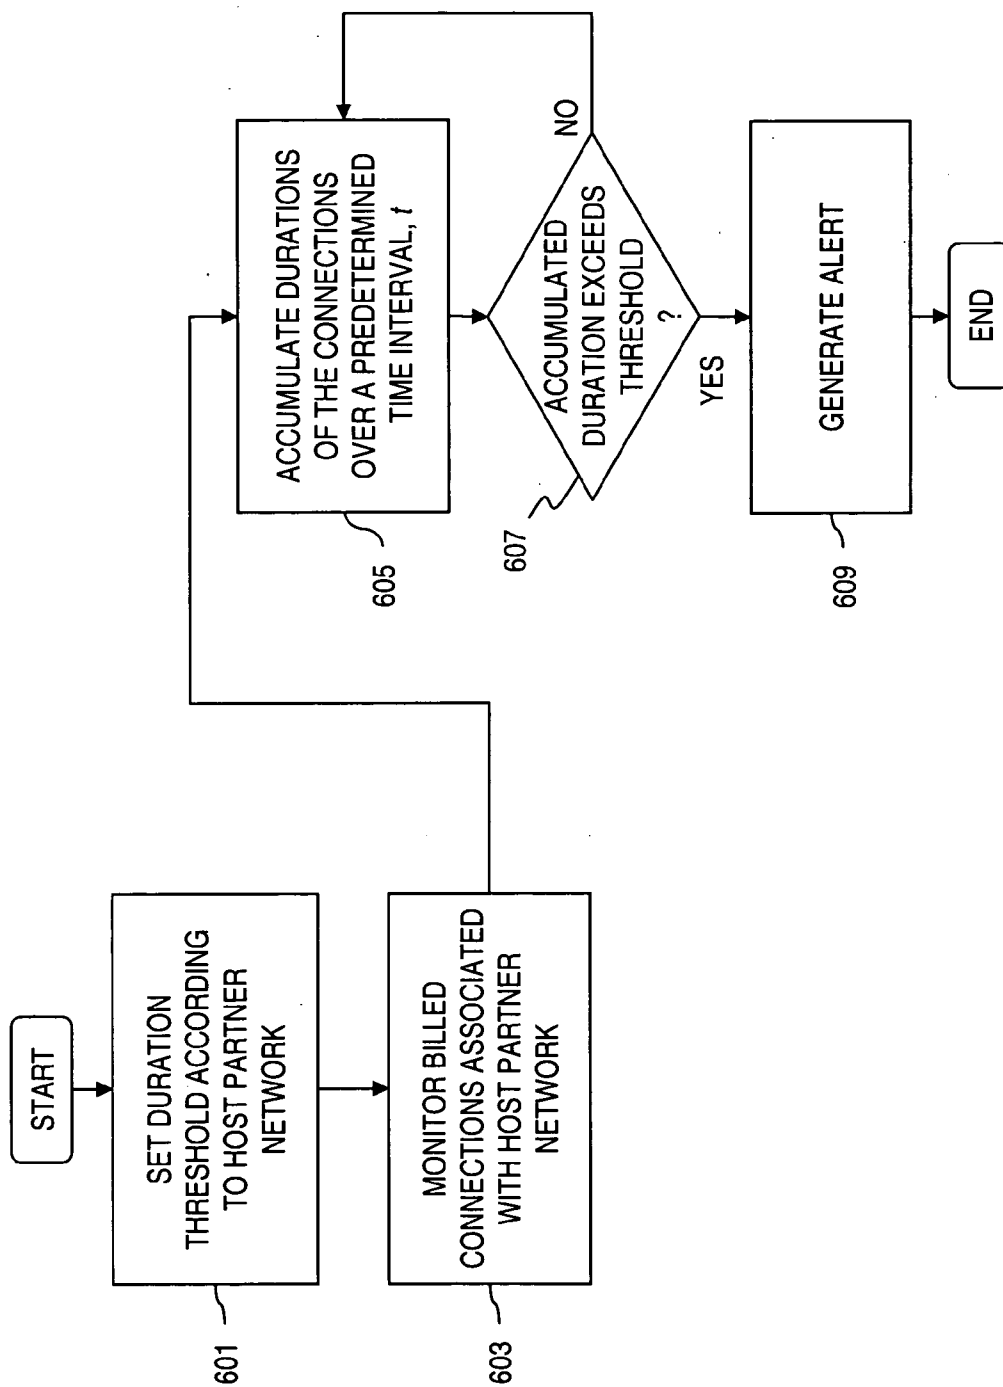 START
SET DURATION
THRESHOLD ACCORDING
TO HOST PARTNER
NETWORK
601
MONITOR BILLED
CONNECTIONS ASSOCIATED
WITH HOST PARTNER
NETWORK
603
ACCUMULATE DURATIONS
OF THE CONNECTIONS
OVER A PREDETERMINED
TIME INTERVAL, t
605
ACCUMULATED
DURATION EXCEEDS
THRESHOLD
?
607
NO
YES
GENERATE ALERT
609
END